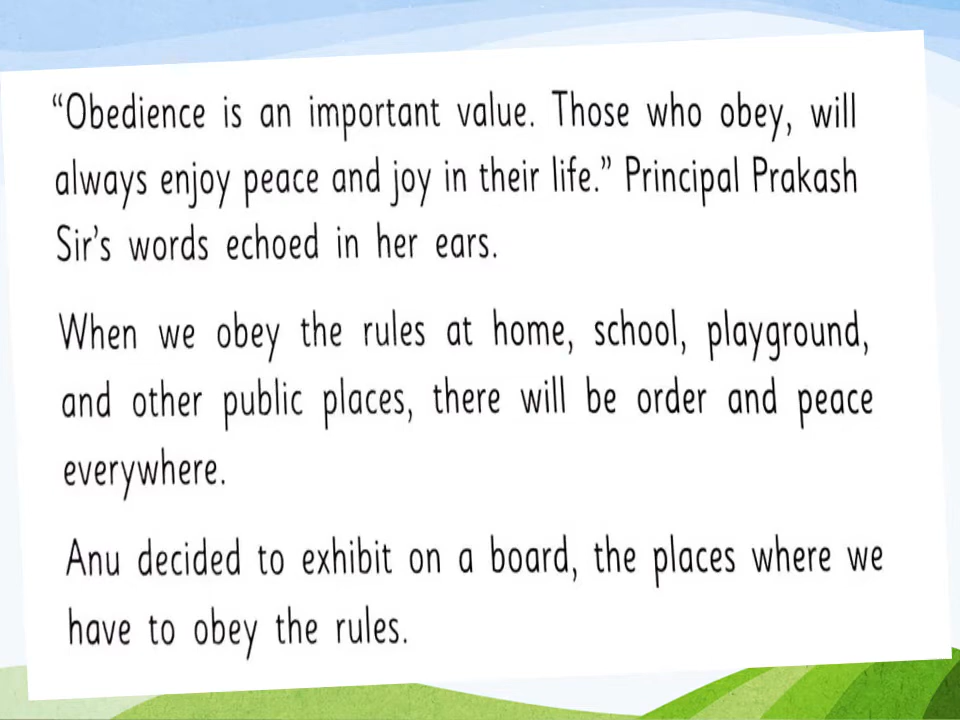 “Obedience is an important value. Those who obey, will
always enjoy peace and joy in their life.” Principal Prakash
Sir’s words echoed in her ears.
When we obey the rules at home, school, playground,
and other public places, there will be order and peace
everywhere.
Anu decided to exhibit on a board, the places where we
have to obey the rules.